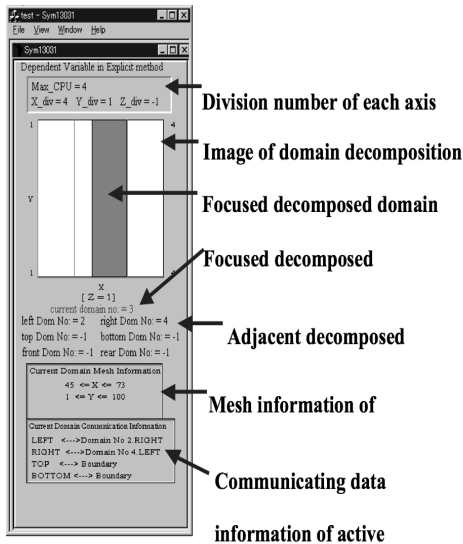 test - Sym13031
File View Window Help
Sym13031
Dependent Variable in Explicit method
Max_CPU = 4
X_div = 4 Y_div = 1 Z_div = -1
Division number of each axis
1 4
Image of domain decomposition
Y
Focused decomposed domain
1 4
X
[ Z = 1]
Focused decomposed
current domain no: = 3
left Dom No: = 2 right Dom No: = 4
top Dom No: = -1 bottom Dom No: = -1
front Dom No: = -1 rear Dom No: = -1
Adjacent decomposed
Current Domain Mesh Information
45 <= X <= 73
1 <= Y <= 100
Mesh information of
Current Domain Communication Information
LEFT <--->Domain No 2.RIGHT
RIGHT <--->Domain No 4.LEFT
TOP <---> Boundary
BOTTOM <---> Boundary
Communicating data
information of active